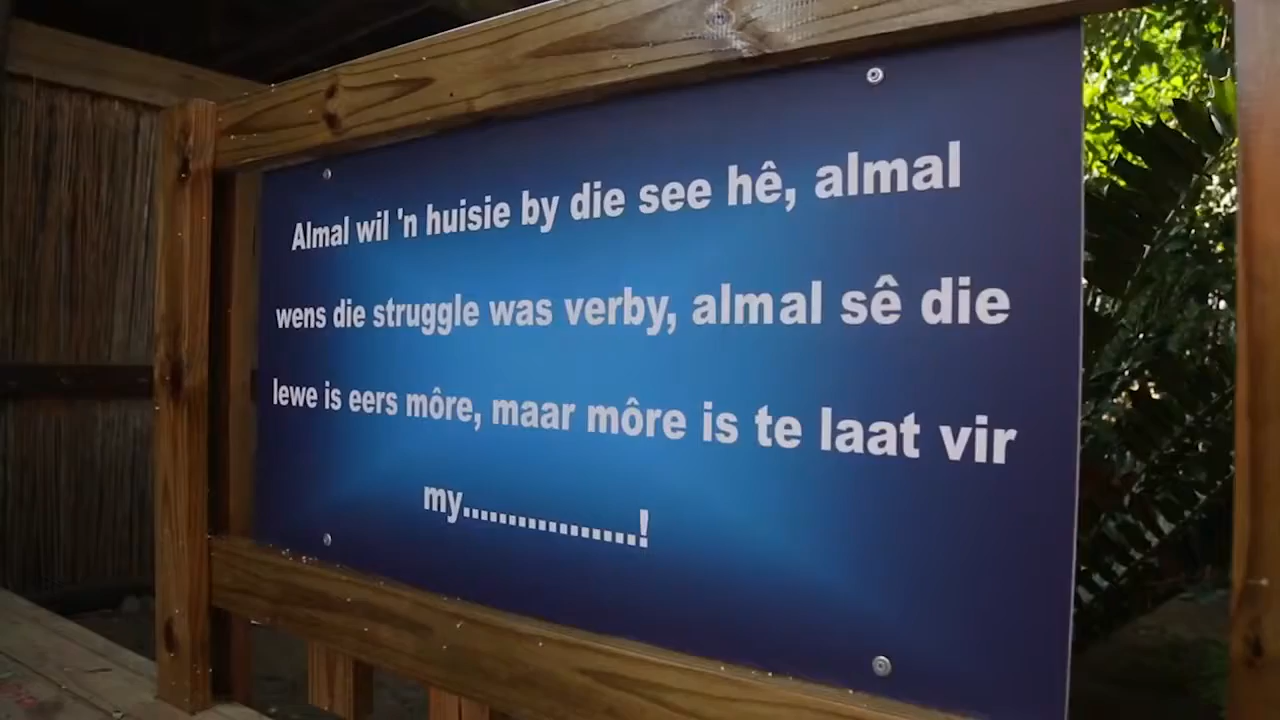 Almal wil 'n huisie by die see hê, almal
wens die struggle was verby, almal sê die
lewe is eers môre, maar môre is te laat vir
my.................!